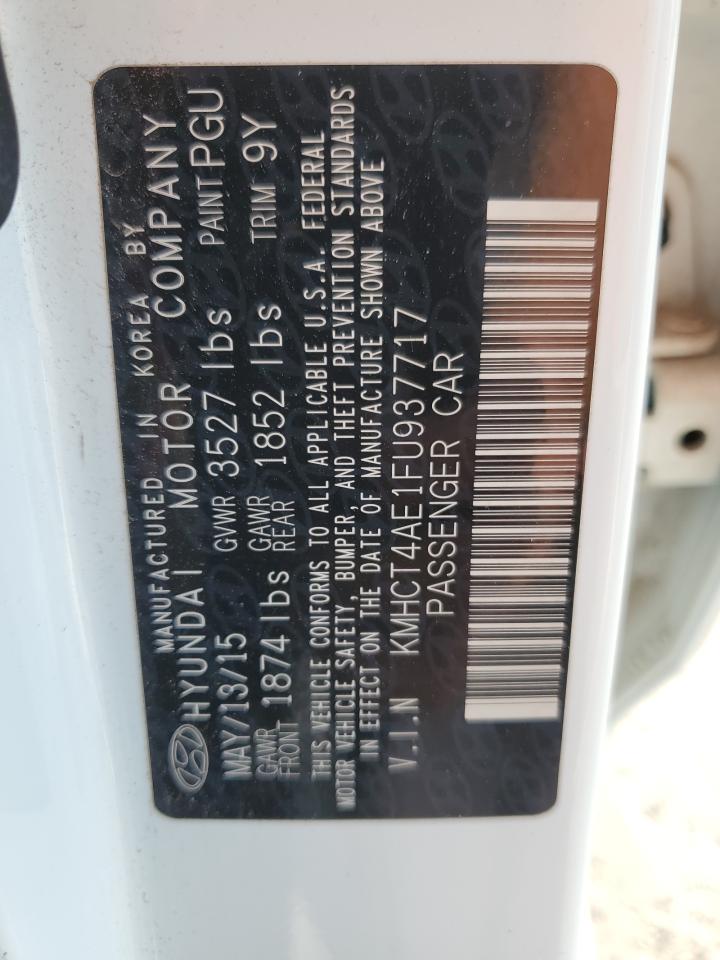 MANUFACTURED IN KOREA BY
HYUNDAI MOTOR COMPANY
MAY/13/15 GVWR 3527 lbs PAINT PGU
GAWR FRONT 1874 lbs GAWR REAR 1852 lbs TRIM 9Y
THIS VEHICLE CONFORMS TO ALL APPLICABLE U.S.A. FEDERAL
MOTOR VEHICLE SAFETY, BUMPER, AND THEFT PREVENTION STANDARDS
IN EFFECT ON THE DATE OF MANUFACTURE SHOWN ABOVE
V.I.N KMHCT4AE1FU937717
PASSENGER CAR